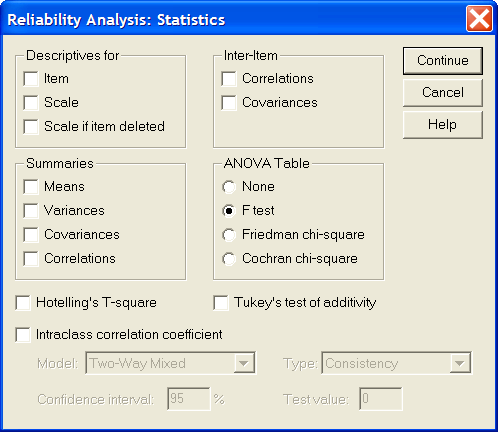 Reliability Analysis: Statistics
Descriptives for
Item
Scale
Scale if item deleted
Inter-Item
Correlations
Covariances
Continue
Cancel
Help
Summaries
Means
Variances
Covariances
Correlations
ANOVA Table
None
F test
Friedman chi-square
Cochran chi-square
Hotelling's T-square
Tukey's test of additivity
Intraclass correlation coefficient
Model: Two-Way Mixed Type: Consistency
Confidence interval: 95 % Test value: 0